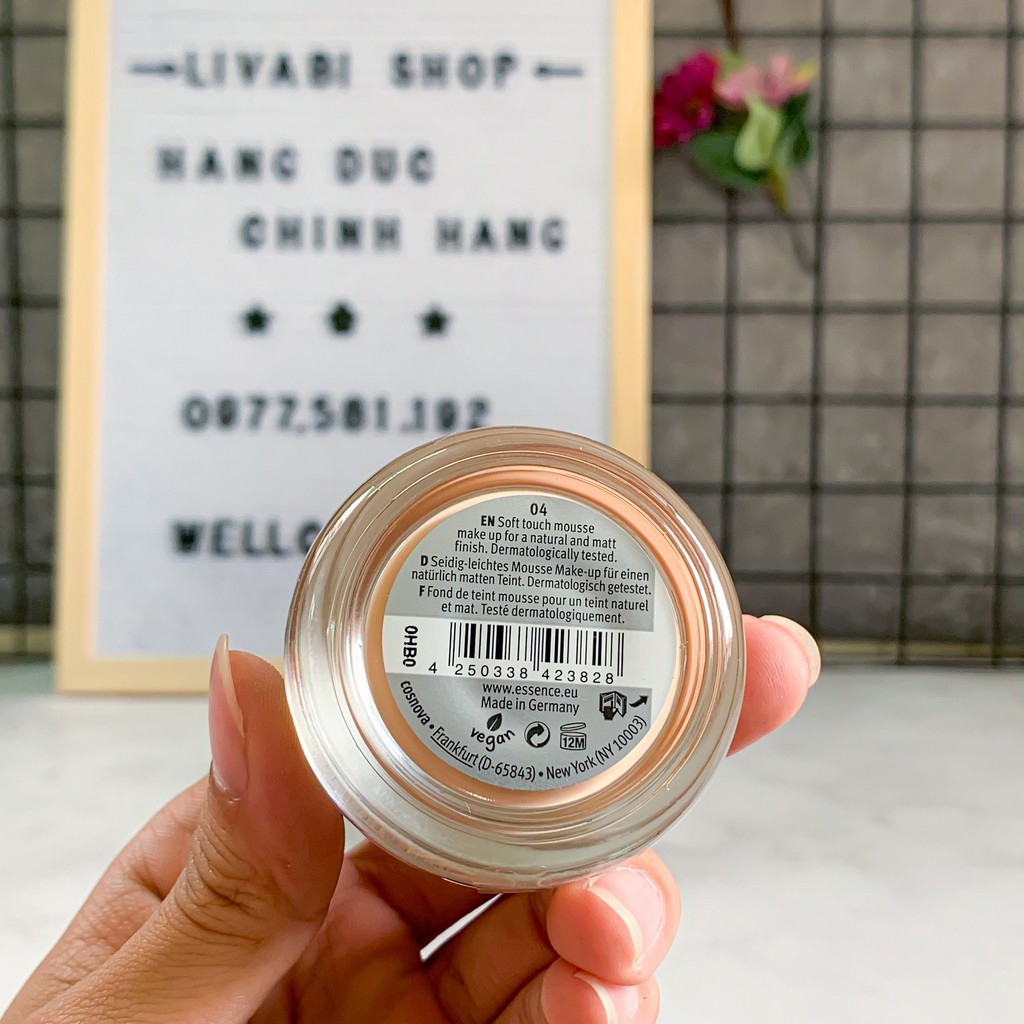 LIVABI SHOP
HANG DUC
CHINH HANG
0977.581.192
04
EN Soft touch mousse
make up for a natural and matt
finish. Dermatologically tested.
D Seidig-leichtes Mousse Make-up für einen
natürlich matten Teint. Dermatologisch getestet.
F Fond de teint mousse pour un teint naturel
et mat. Testé dermatologiquement.
0HB0
4 250338 423828
www.essence.eu
Made in Germany
vegan
12M
cosnova • Frankfurt (D-65843) • New York (NY 10003)